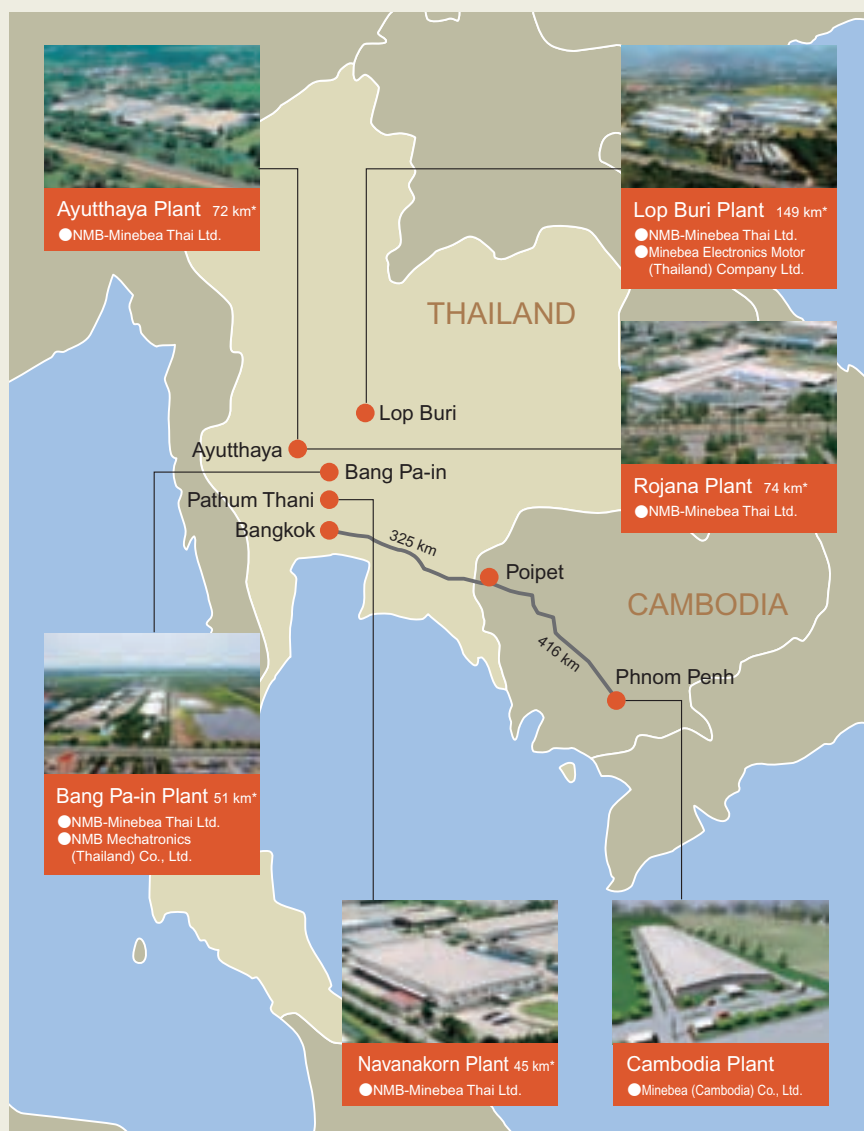 Ayutthaya Plant 72 km*
●NMB-Minebea Thai Ltd.
Lop Buri Plant 149 km*
●NMB-Minebea Thai Ltd.
●Minebea Electronics Motor
(Thailand) Company Ltd.
THAILAND
Rojana Plant 74 km*
●NMB-Minebea Thai Ltd.
Lop Buri
Ayutthaya
Bang Pa-in
Pathum Thani
Bangkok
325 km
Poipet
CAMBODIA
416 km
Phnom Penh
Bang Pa-in Plant 51 km*
●NMB-Minebea Thai Ltd.
●NMB Mechatronics
(Thailand) Co., Ltd.
Navanakorn Plant 45 km*
●NMB-Minebea Thai Ltd.
Cambodia Plant
●Minebea (Cambodia) Co., Ltd.